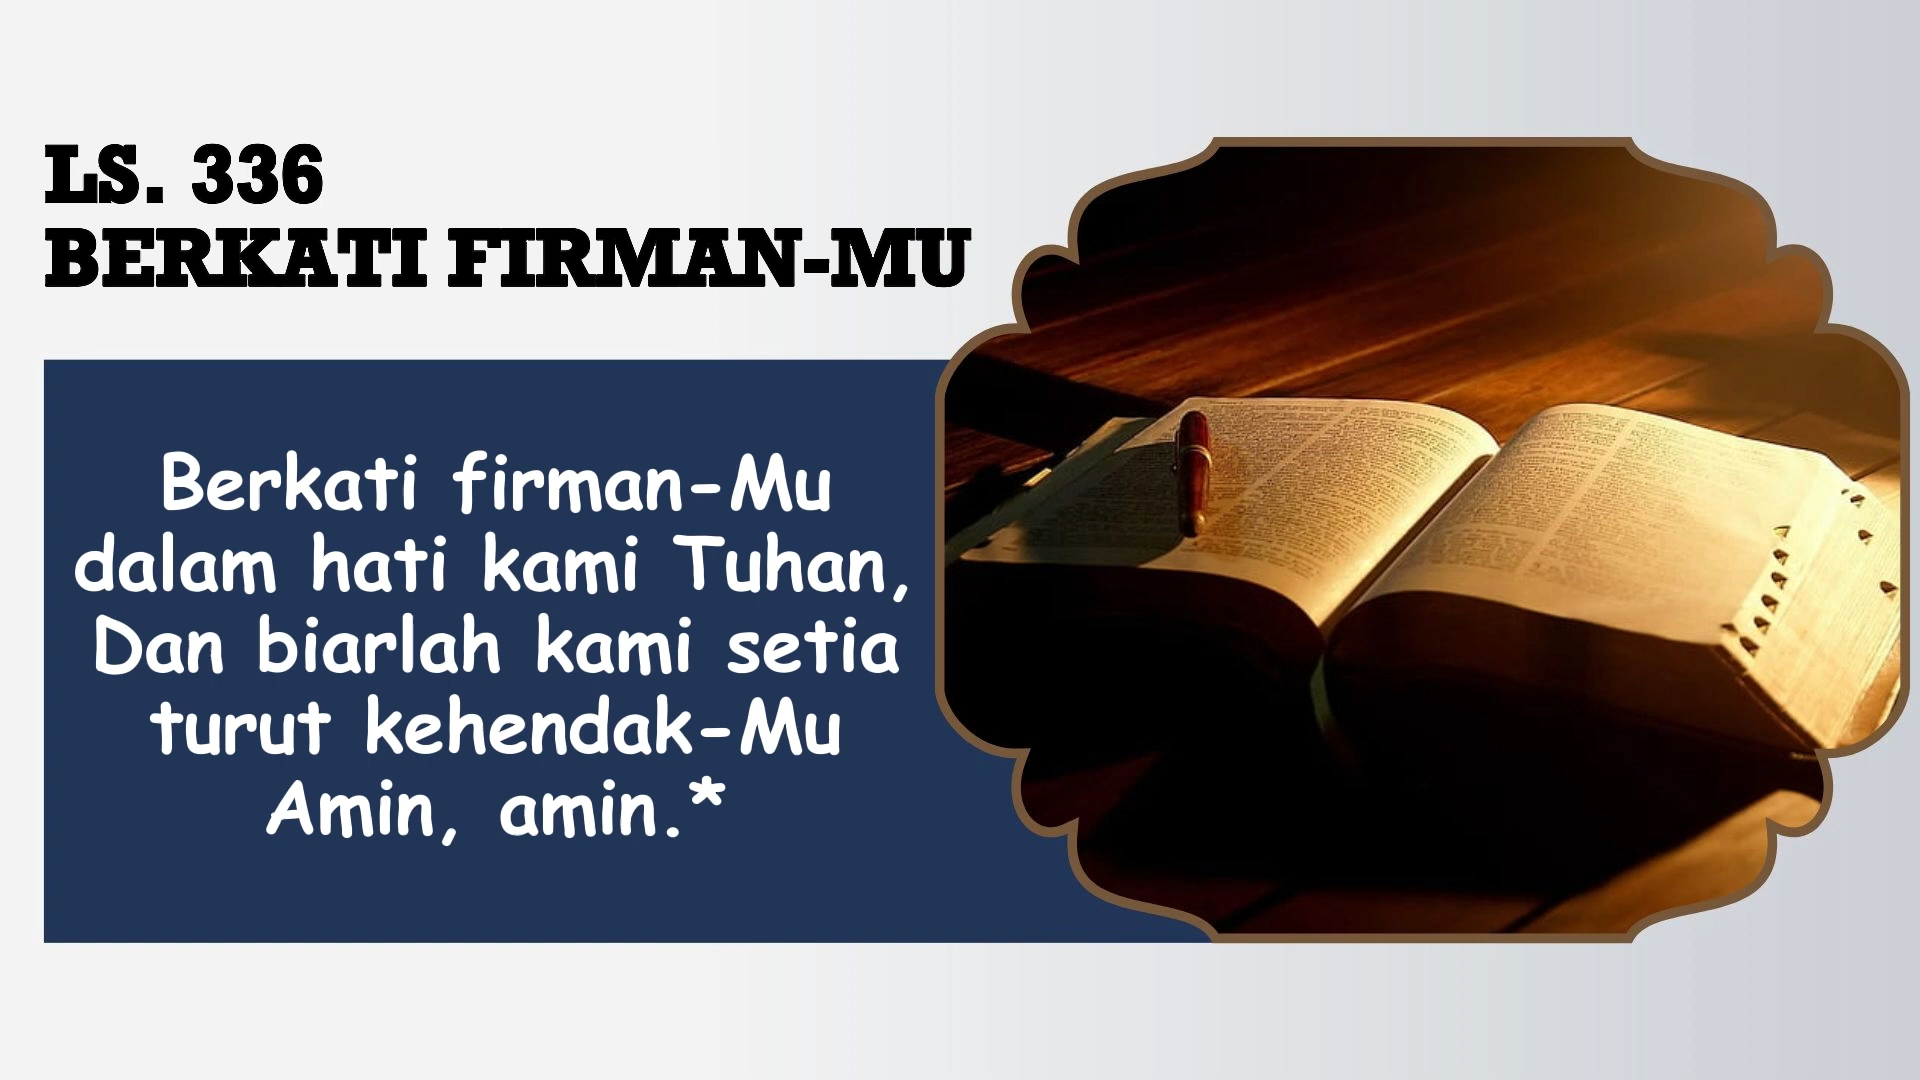 LS. 336
BERKATI FIRMAN-MU
Berkati firman-Mu
dalam hati kami Tuhan,
Dan biarlah kami setia
turut kehendak-Mu
Amin, amin.*